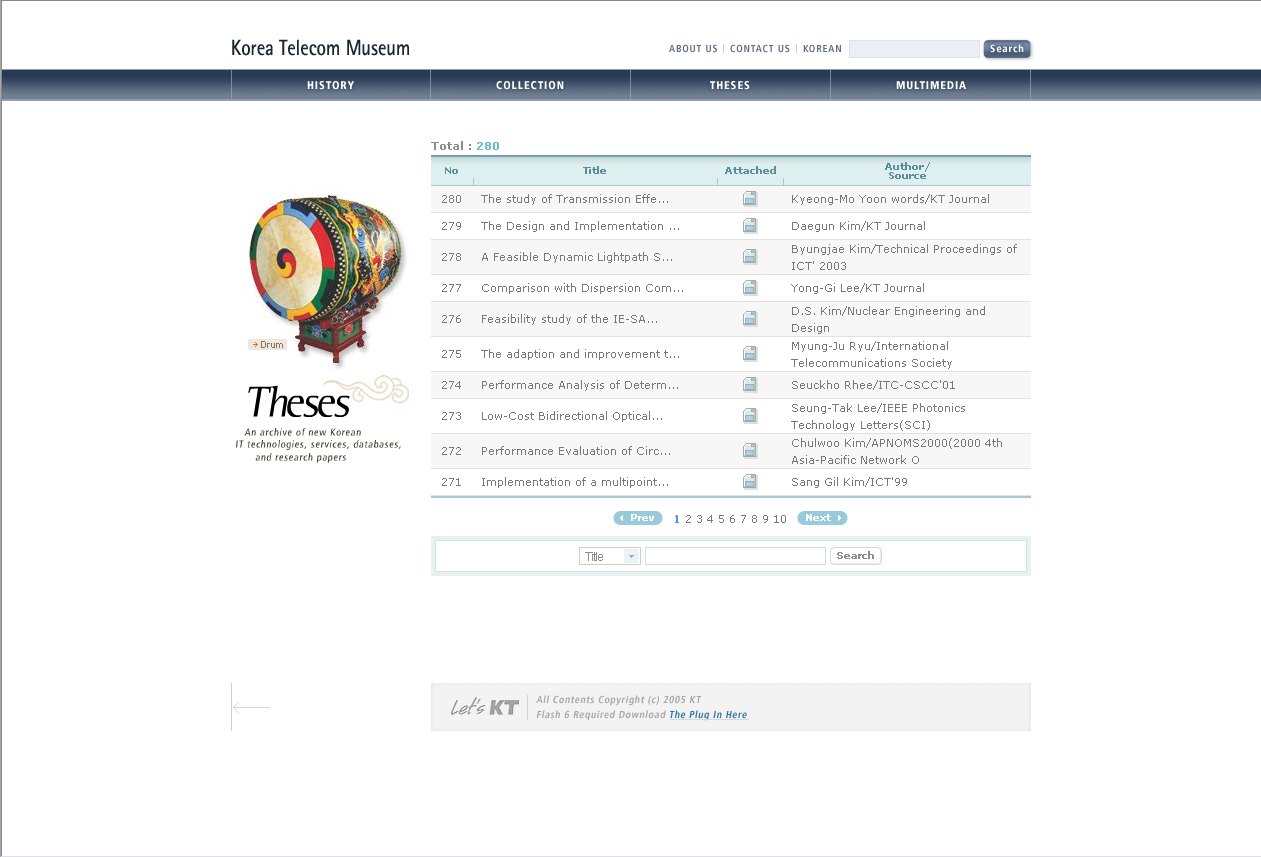 Korea Telecom Museum
ABOUT US | CONTACT US | KOREAN
Search
HISTORY COLLECTION THESES MULTIMEDIA
Drum
Theses
An archive of new Korean
IT technologies, services, databases,
and research papers
Total : 280
No Title Attached Author/
Source
280 The study of Transmission Effe... Kyeong-Mo Yoon words/KT Journal
279 The Design and Implementation ... Daegun Kim/KT Journal
278 A Feasible Dynamic Lightpath S... Byungjae Kim/Technical Proceedings of
ICT' 2003
277 Comparison with Dispersion Com... Yong-Gi Lee/KT Journal
276 Feasibility study of the IE-SA... D.S. Kim/Nuclear Engineering and
Design
275 The adaption and improvement t... Myung-Ju Ryu/International
Telecommunications Society
274 Performance Analysis of Determ... Seuckho Rhee/ITC-CSCC'01
273 Low-Cost Bidirectional Optical... Seung-Tak Lee/IEEE Photonics
Technology Letters(SCI)
272 Performance Evaluation of Circ... Chulwoo Kim/APNOMS2000(2000 4th
Asia-Pacific Network O
271 Implementation of a multipoint... Sang Gil Kim/ICT'99
Prev 1 2 3 4 5 6 7 8 9 10 Next
Title Search
Let's KT
All Contents Copyright (c) 2005 KT
Flash 6 Required Download The Plug In Here